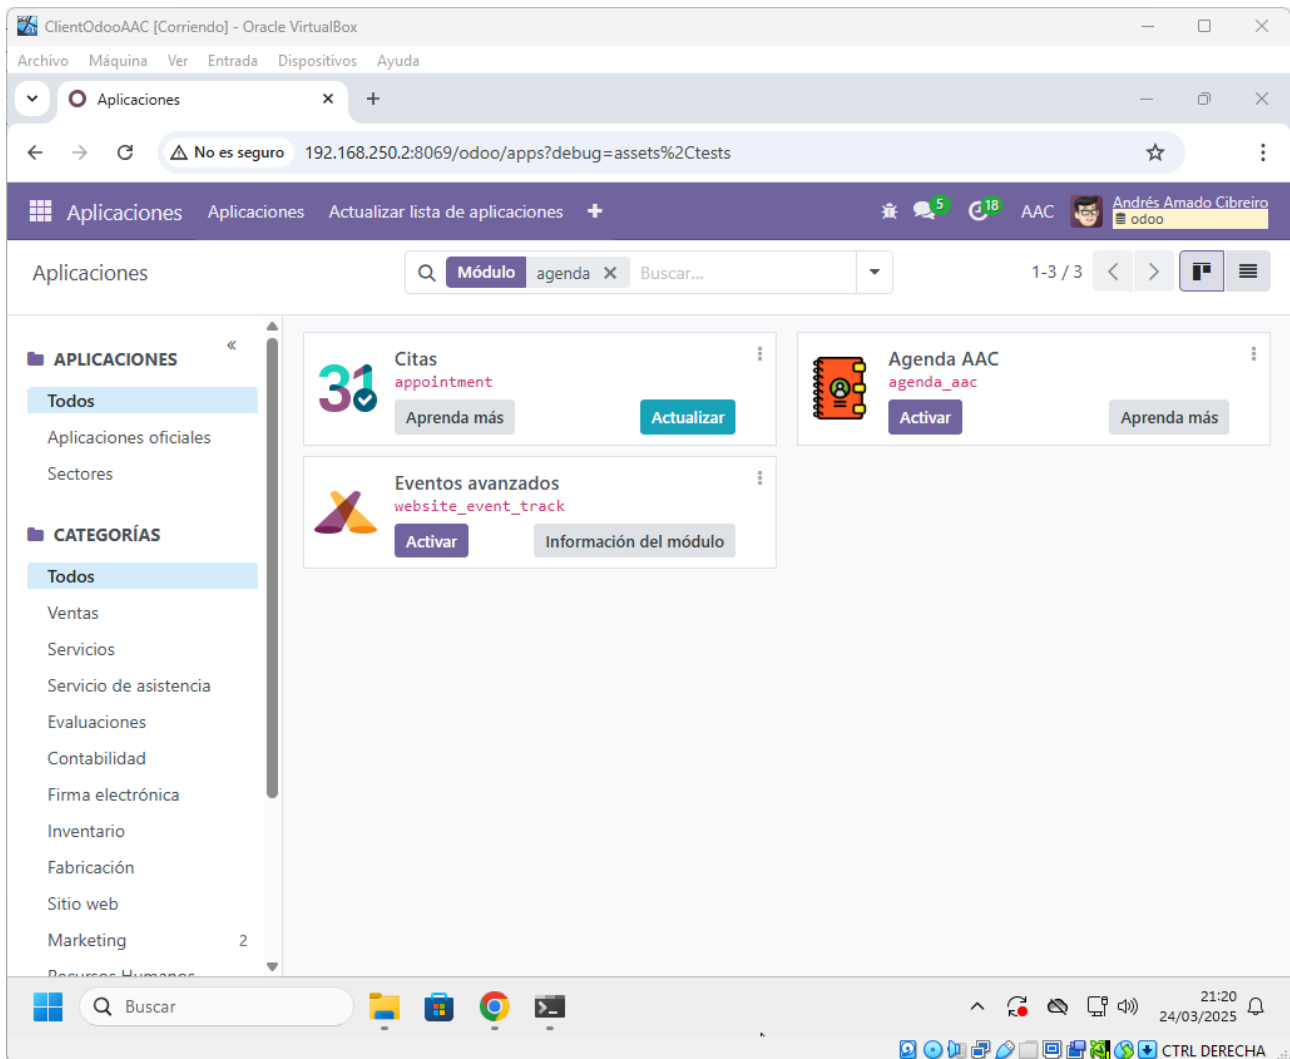 ClientOdooAAC [Corriendo] - Oracle VirtualBox
Archivo Máquina Ver Entrada Dispositivos Ayuda
Aplicaciones
No es seguro 192.168.250.2:8069/odoo/apps?debug=assets%2Ctests
Aplicaciones Aplicaciones Actualizar lista de aplicaciones 5 18 AAC Andrés Amado Cibreiro
odoo
Aplicaciones Módulo agenda Buscar... 1-3 / 3
APLICACIONES
Todos
Aplicaciones oficiales
Sectores
CATEGORÍAS
Todos
Ventas
Servicios
Servicio de asistencia
Evaluaciones
Contabilidad
Firma electrónica
Inventario
Fabricación
Sitio web
Marketing 2
Recursos Humanos
31 Citas
appointment
Aprenda más Actualizar
Agenda AAC
agenda_aac
Activar Aprenda más
Eventos avanzados
website_event_track
Activar Información del módulo
Buscar
21:20
24/03/2025
CTRL DERECHA